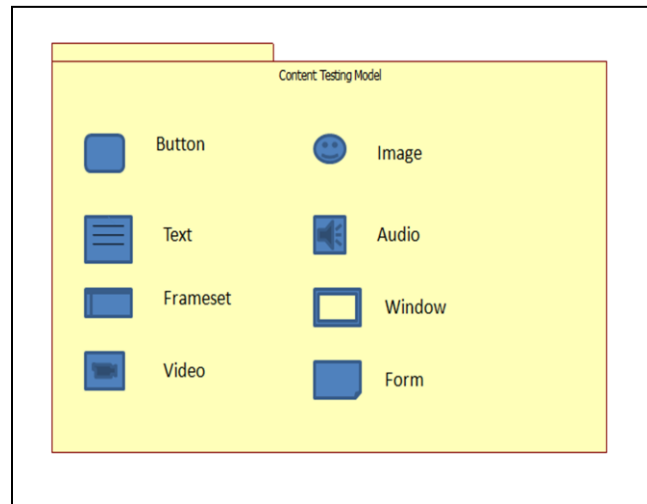 Content Testing Model
Button
Image
Text
Audio
Frameset
Window
Video
Form